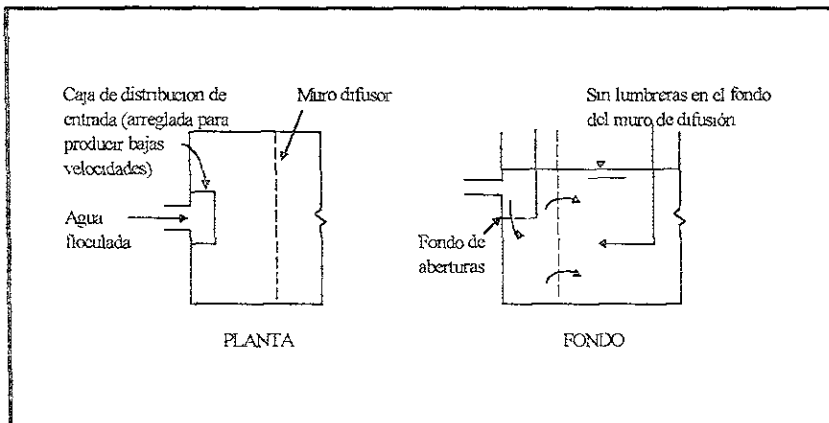 Caja de distribucion de
entrada (arreglada para
producir bajas
velocidades)
Muro difusor
Agua
floculada
PLANTA
Sin lumbreras en el fondo
del muro de difusión
Fondo de
aberturas
FONDO